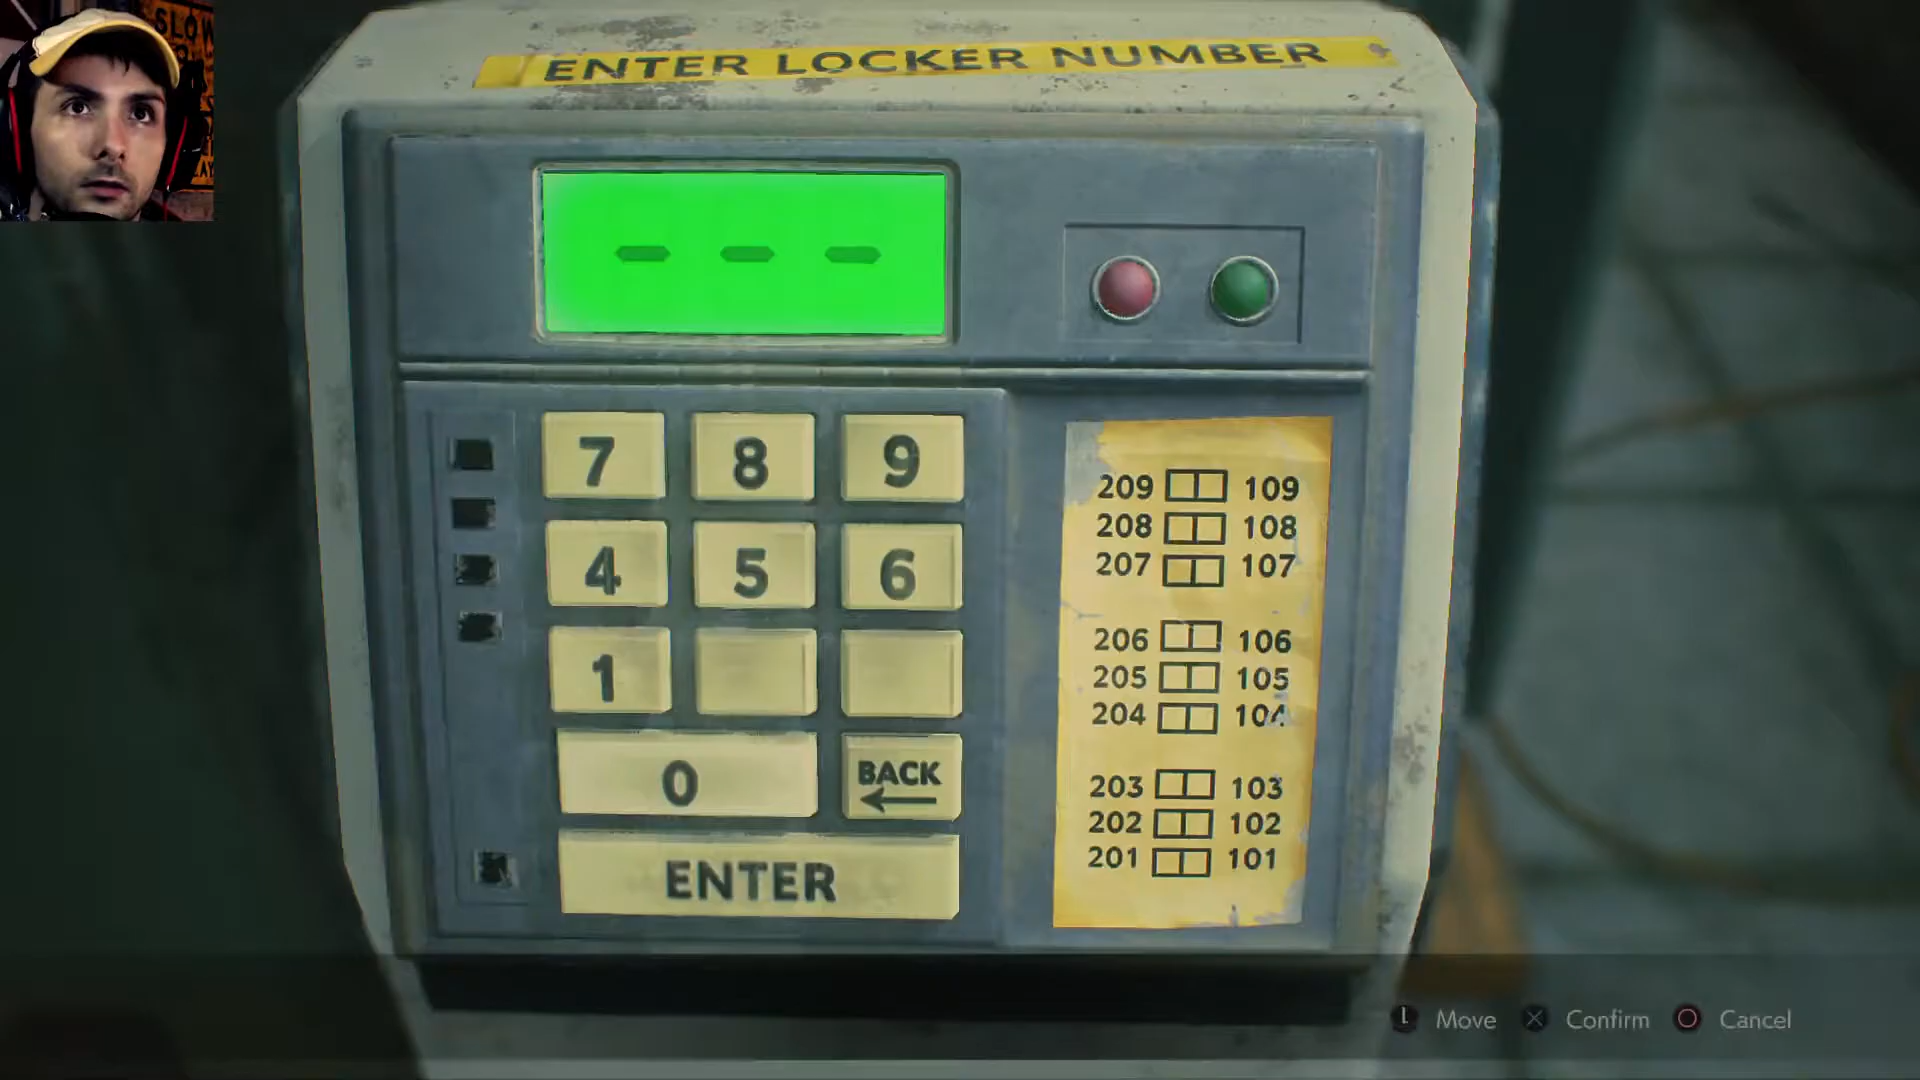 SLOW
ENTER LOCKER NUMBER
- - -
7 8 9
4 5 6
1
0 BACK
ENTER
209 109
208 108
207 107
206 106
205 105
204 104
203 103
202 102
201 101
L Move Confirm Cancel